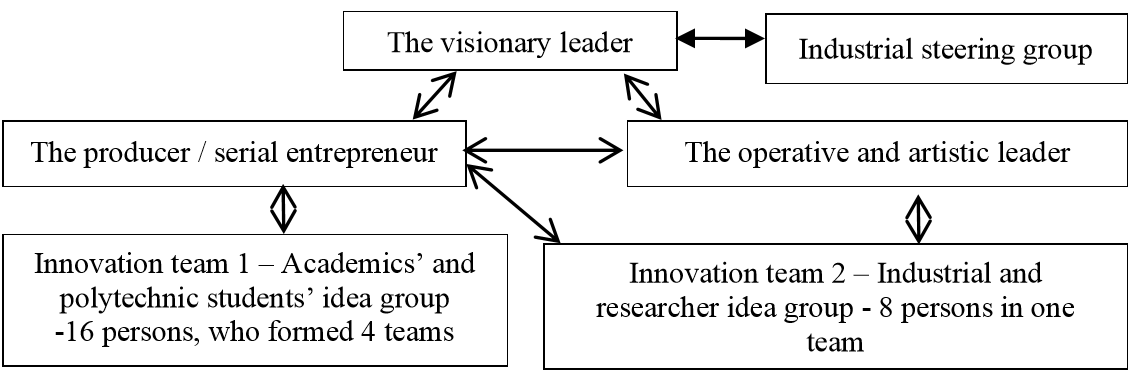 The visionary leader
Industrial steering group
The producer / serial entrepreneur
The operative and artistic leader
Innovation team 1 – Academics’ and
polytechnic students’ idea group
-16 persons, who formed 4 teams
Innovation team 2 – Industrial and
researcher idea group - 8 persons in one
team